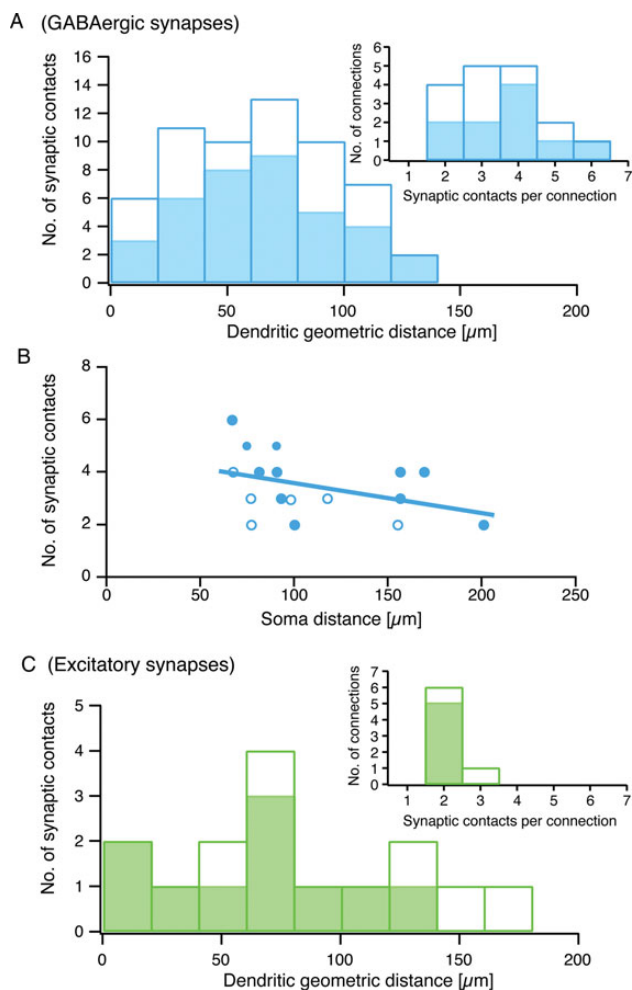 A (GABAergic synapses)
No. of synaptic contacts
16
14
12
10
8
6
4
2
0
0 50 100 150 200
Dendritic geometric distance [µm]
No. of connections
6
5
4
3
2
1
0
1 2 3 4 5 6 7
Synaptic contacts per connection
B
No. of synaptic contacts
8
6
4
2
0
0 50 100 150 200 250
Soma distance [µm]
C (Excitatory synapses)
No. of synaptic contacts
5
4
3
2
1
0
0 50 100 150 200
Dendritic geometric distance [µm]
No. of connections
7
6
5
4
3
2
1
0
1 2 3 4 5 6 7
Synaptic contacts per connection